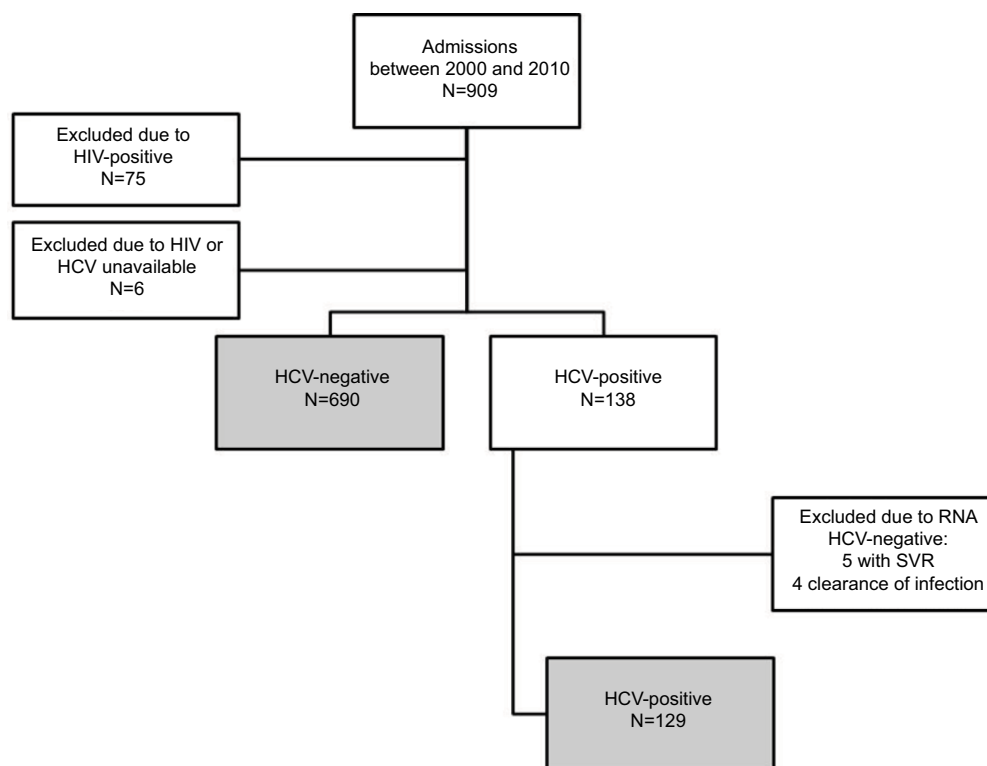 Admissions
between 2000 and 2010
N=909
Excluded due to
HIV-positive
N=75
Excluded due to HIV or
HCV unavailable
N=6
HCV-negative
N=690
HCV-positive
N=138
Excluded due to RNA
HCV-negative:
5 with SVR
4 clearance of infection
HCV-positive
N=129